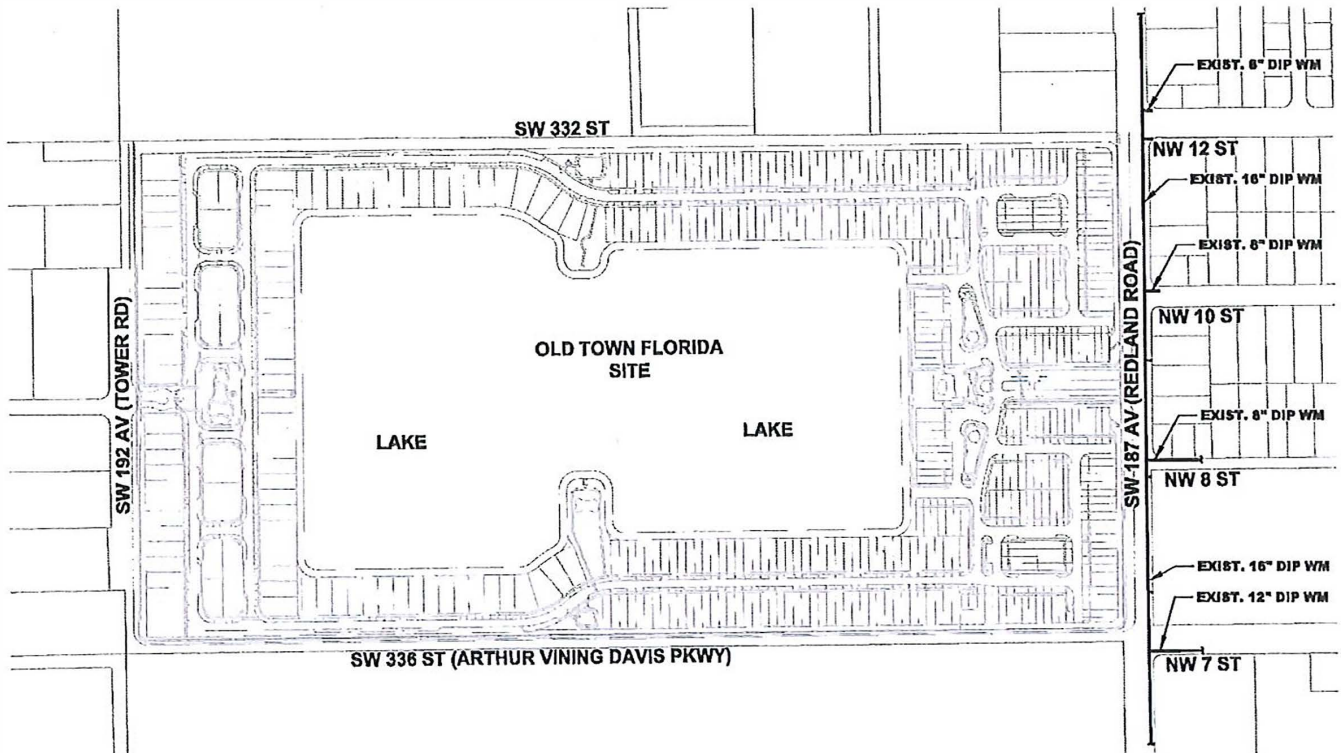 EXIST. 6" DIP WM
SW 332 ST
NW 12 ST
EXIST. 16" DIP WM
EXIST. 8" DIP WM
NW 10 ST
SW 192 AV (TOWER RD)
SW 187 AV (REDLAND ROAD)
OLD TOWN FLORIDA
SITE
LAKE
LAKE
EXIST. 8" DIP WM
NW 8 ST
EXIST. 16" DIP WM
EXIST. 12" DIP WM
SW 336 ST (ARTHUR VINING DAVIS PKWY)
NW 7 ST